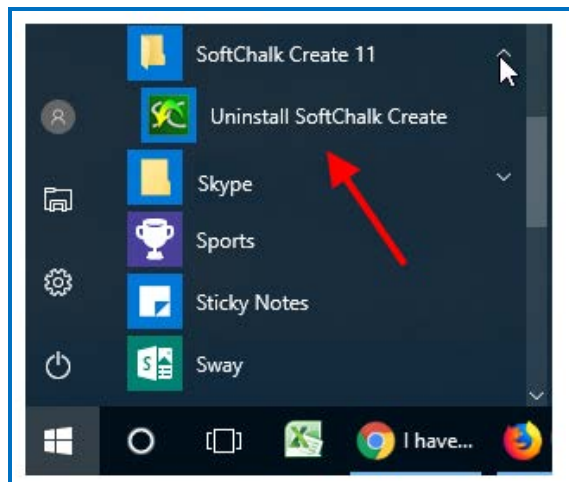 SoftChalk Create 11
Uninstall SoftChalk Create
Skype
Sports
Sticky Notes
Sway
I have...